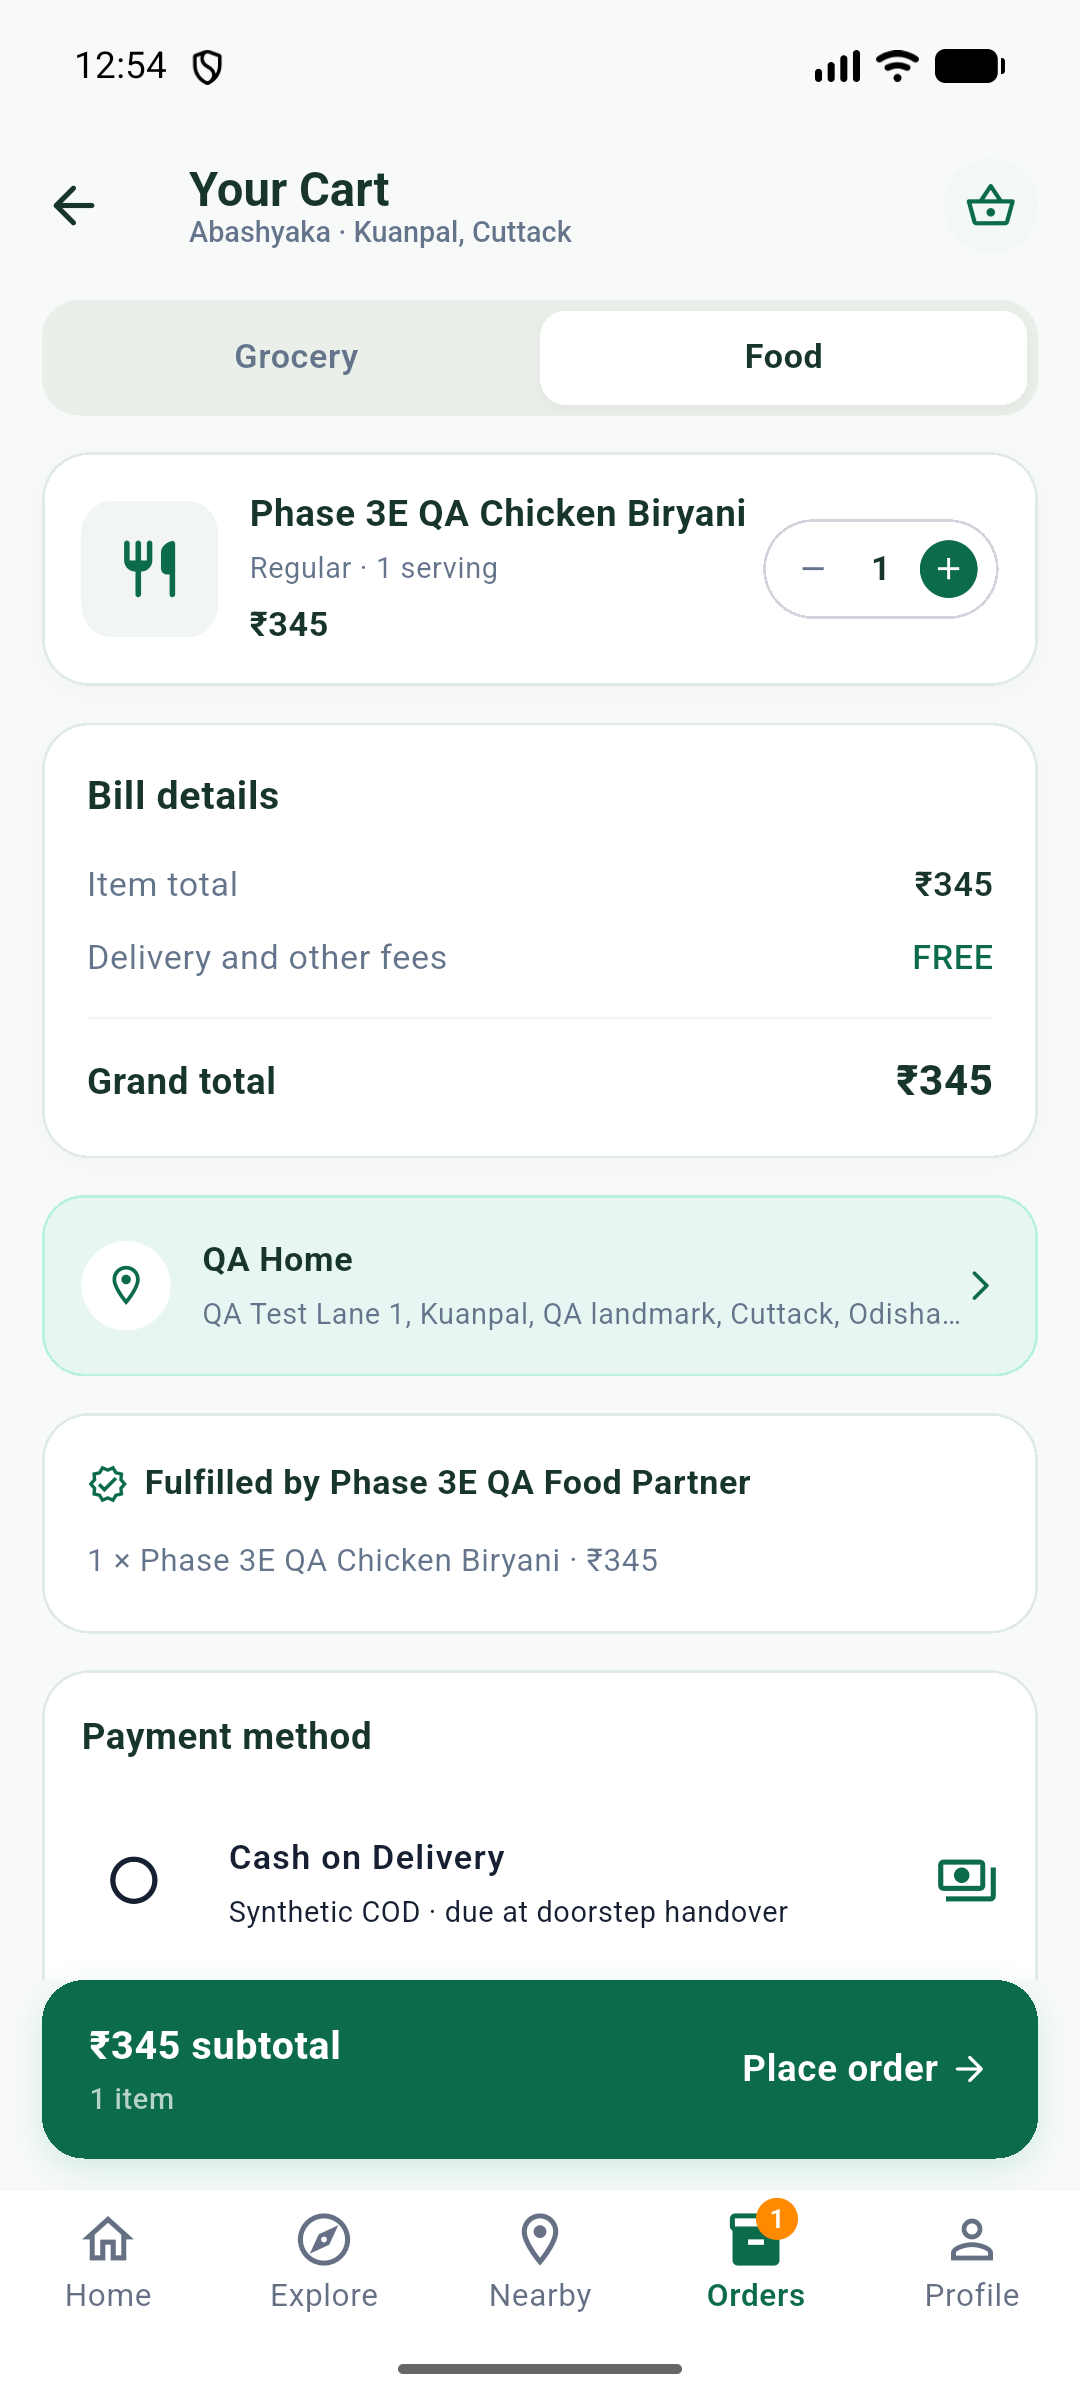 12:54
Your Cart
Abashyaka · Kuanpal, Cuttack
Grocery
Food
Phase 3E QA Chicken Biryani
Regular · 1 serving
₹345
− 1 +
Bill details
Item total ₹345
Delivery and other fees FREE
Grand total ₹345
QA Home
QA Test Lane 1, Kuanpal, QA landmark, Cuttack, Odisha…
Fulfilled by Phase 3E QA Food Partner
1 × Phase 3E QA Chicken Biryani · ₹345
Payment method
Cash on Delivery
Synthetic COD · due at doorstep handover
₹345 subtotal
1 item
Place order →
1
Home Explore Nearby Orders Profile